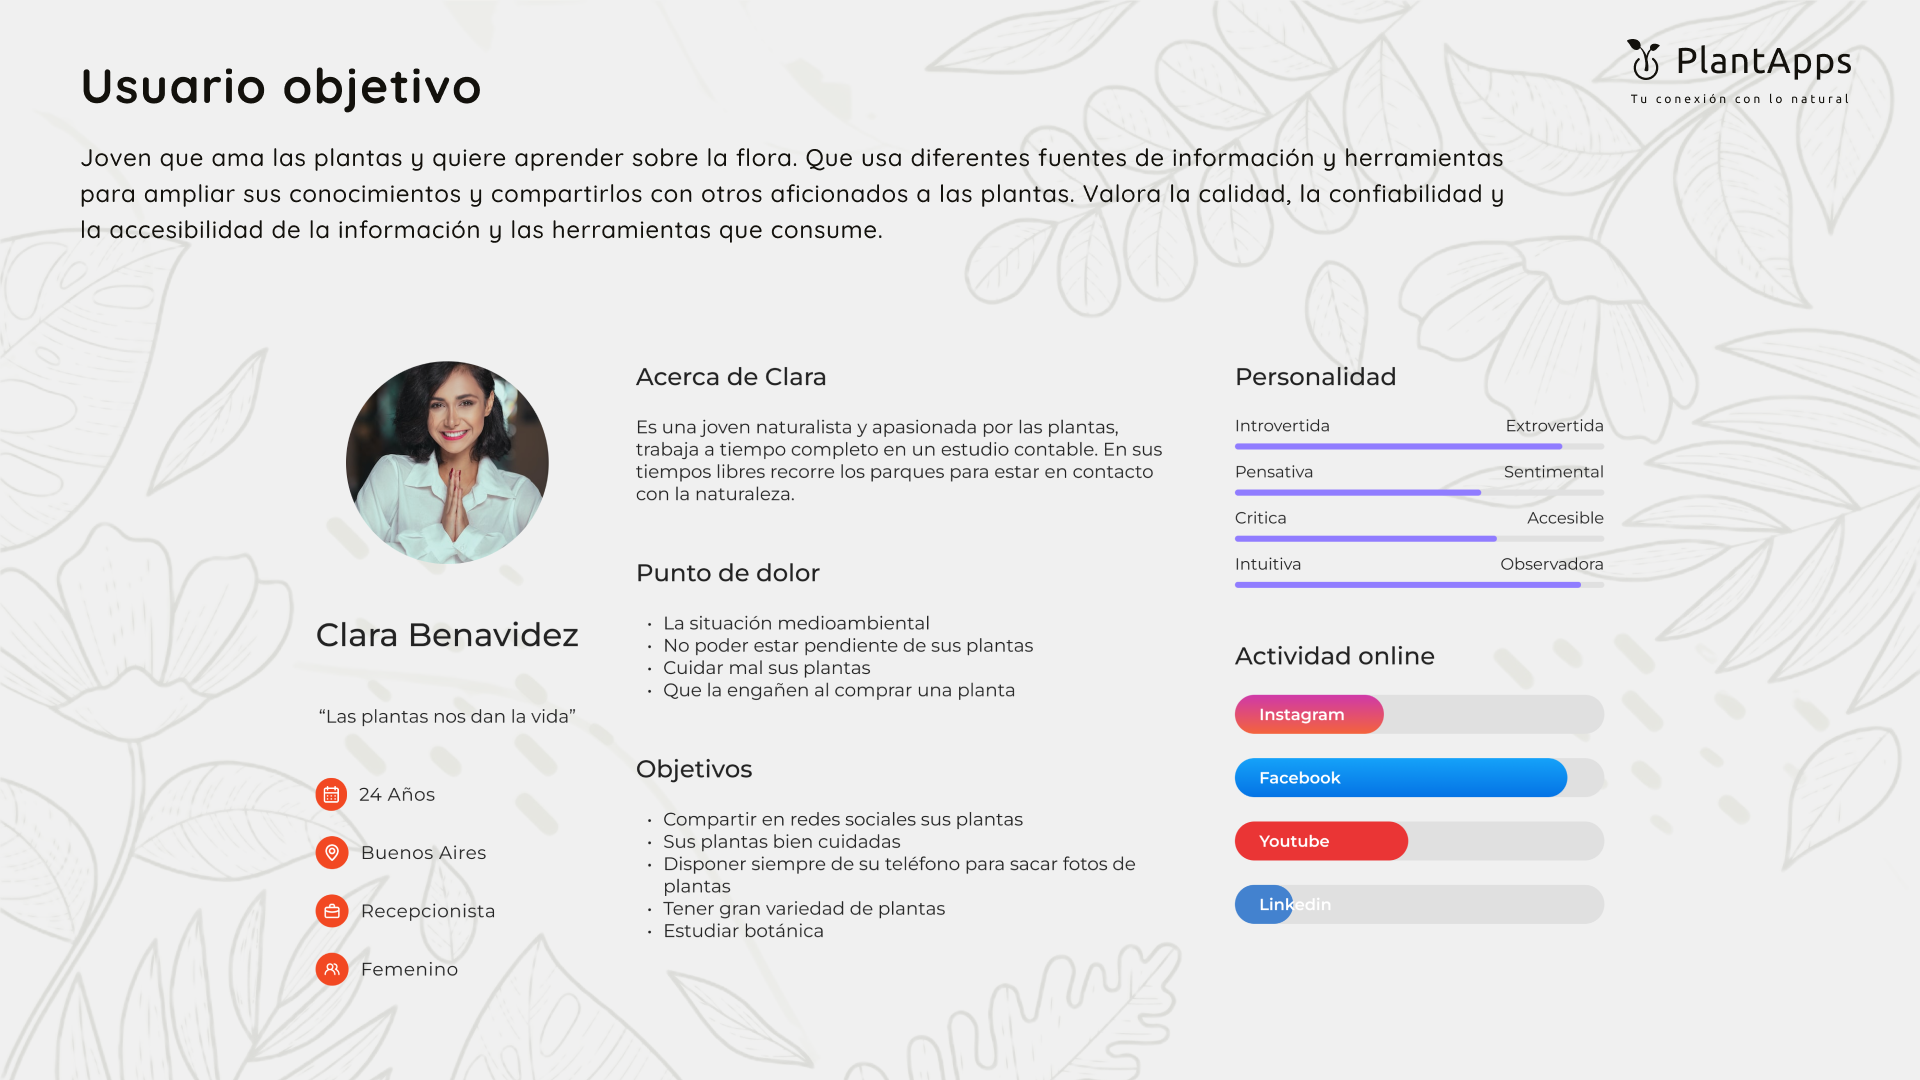 Usuario objetivo
PlantApps
Tu conexión con lo natural
Joven que ama las plantas y quiere aprender sobre la flora. Que usa diferentes fuentes de información y herramientas
para ampliar sus conocimientos y compartirlos con otros aficionados a las plantas. Valora la calidad, la confiabilidad y
la accesibilidad de la información y las herramientas que consume.
Clara Benavidez
“Las plantas nos dan la vida”
24 Años
Buenos Aires
Recepcionista
Femenino
Acerca de Clara
Es una joven naturalista y apasionada por las plantas,
trabaja a tiempo completo en un estudio contable. En sus
tiempos libres recorre los parques para estar en contacto
con la naturaleza.
Punto de dolor
• La situación medioambiental
• No poder estar pendiente de sus plantas
• Cuidar mal sus plantas
• Que la engañen al comprar una planta
Objetivos
• Compartir en redes sociales sus plantas
• Sus plantas bien cuidadas
• Disponer siempre de su teléfono para sacar fotos de
plantas
• Tener gran variedad de plantas
• Estudiar botánica
Personalidad
Introvertida Extrovertida
Pensativa Sentimental
Critica Accesible
Intuitiva Observadora
Actividad online
Instagram
Facebook
Youtube
Linkedin